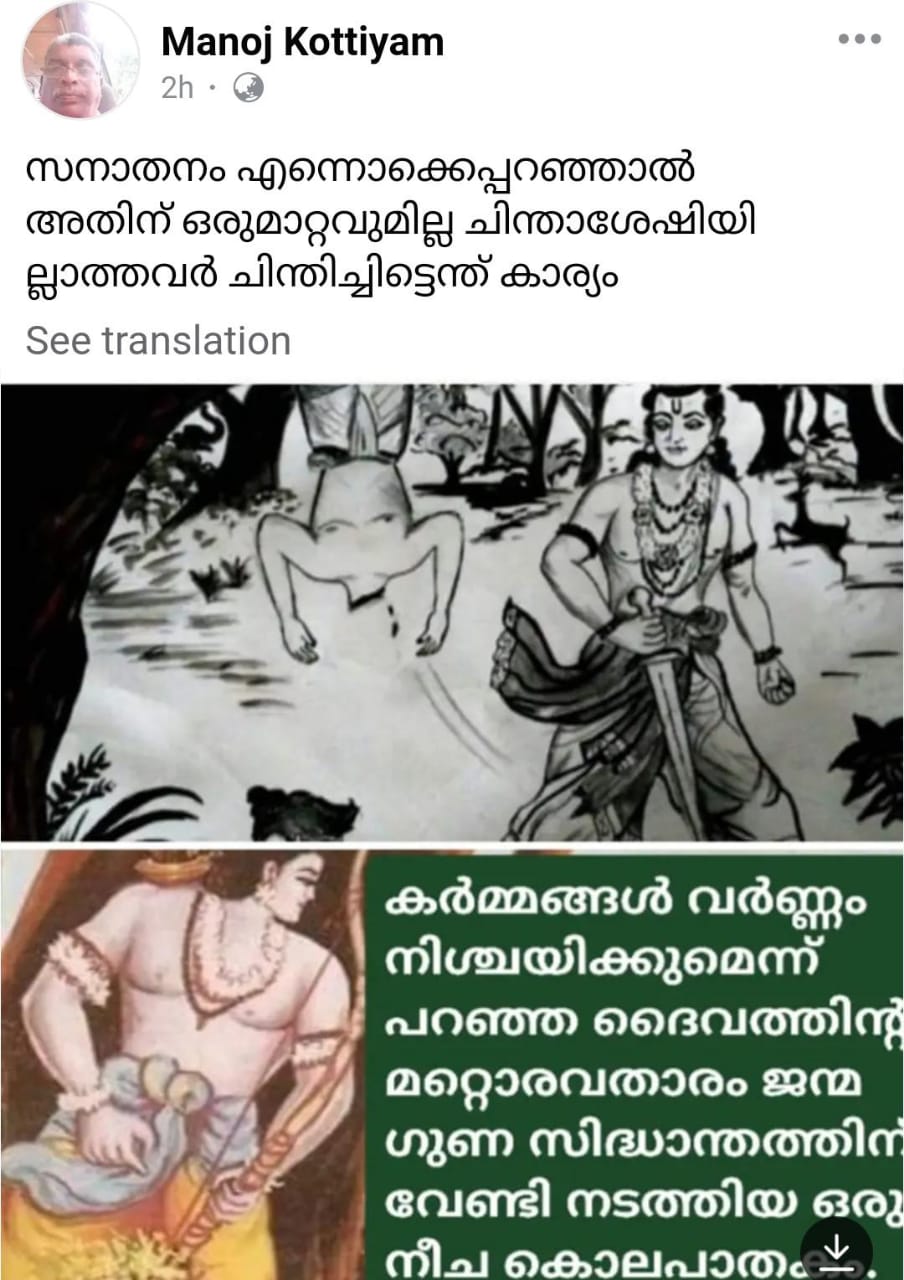 Manoj Kottiyam
2h ·
സനാതനം എന്നൊക്കെപ്പറഞ്ഞാൽ
അതിന് ഒരുമാറ്റവുമില്ല ചിന്താശേഷിയി
ല്ലാത്തവർ ചിന്തിച്ചിട്ടെന്ത് കാര്യം
See translation
കർമ്മങ്ങൾ വർണ്ണം
നിശ്ചയിക്കുമെന്ന്
പറഞ്ഞ ദൈവത്തിന്റ
മറ്റൊരവതാരം ജന്മ
ഗുണ സിദ്ധാന്തത്തിന്
വേണ്ടി നടത്തിയ ഒരു
നീച കൊലപാതം